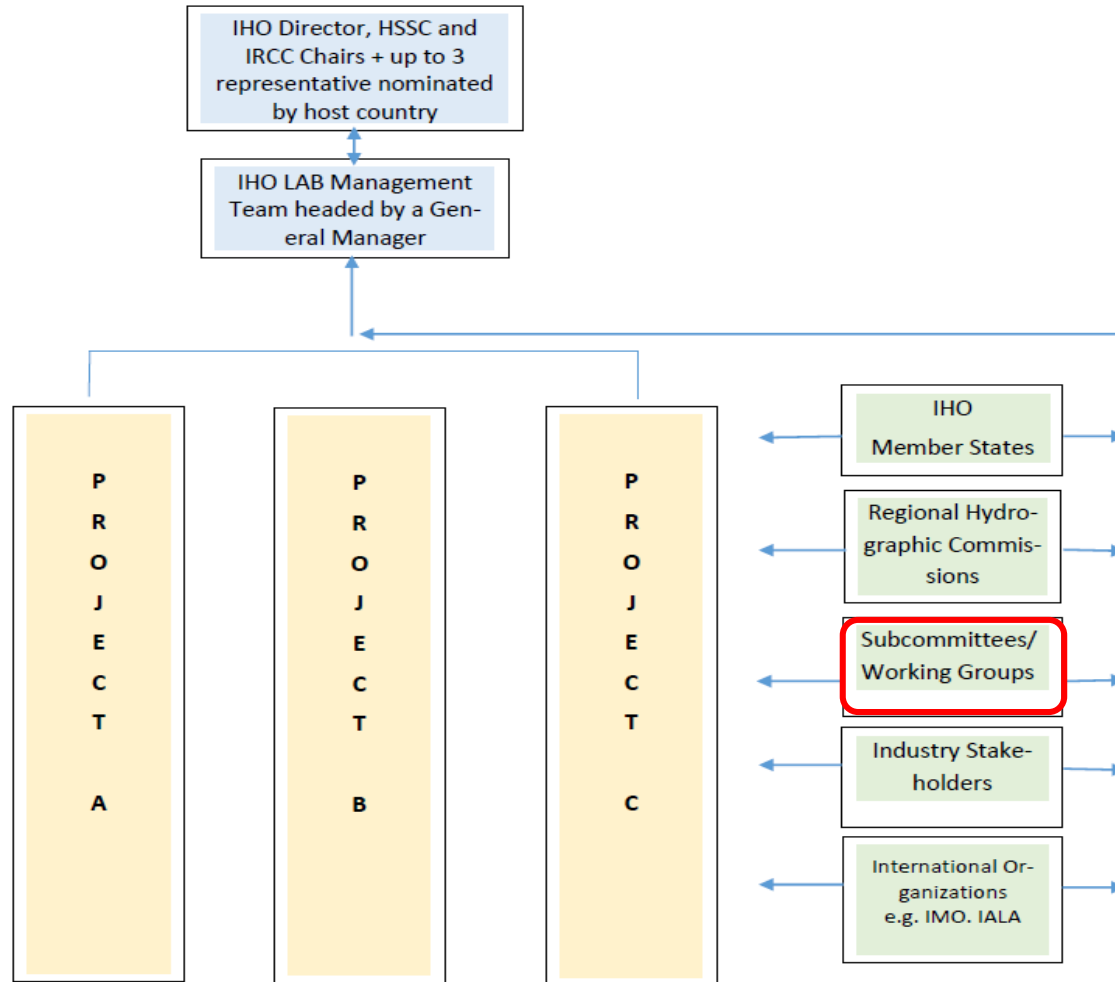 IHO Director, HSSC and
IRCC Chairs + up to 3
representative nominated
by host country
IHO LAB Management
Team headed by a Gen-
eral Manager
P
R
O
J
E
C
T
A
P
R
O
J
E
C
T
B
P
R
O
J
E
C
T
C
IHO
Member States
Regional Hydro-
graphic Commis-
sions
Subcommittees/
Working Groups
Industry Stake-
holders
International Or-
ganizations
e.g. IMO. IALA